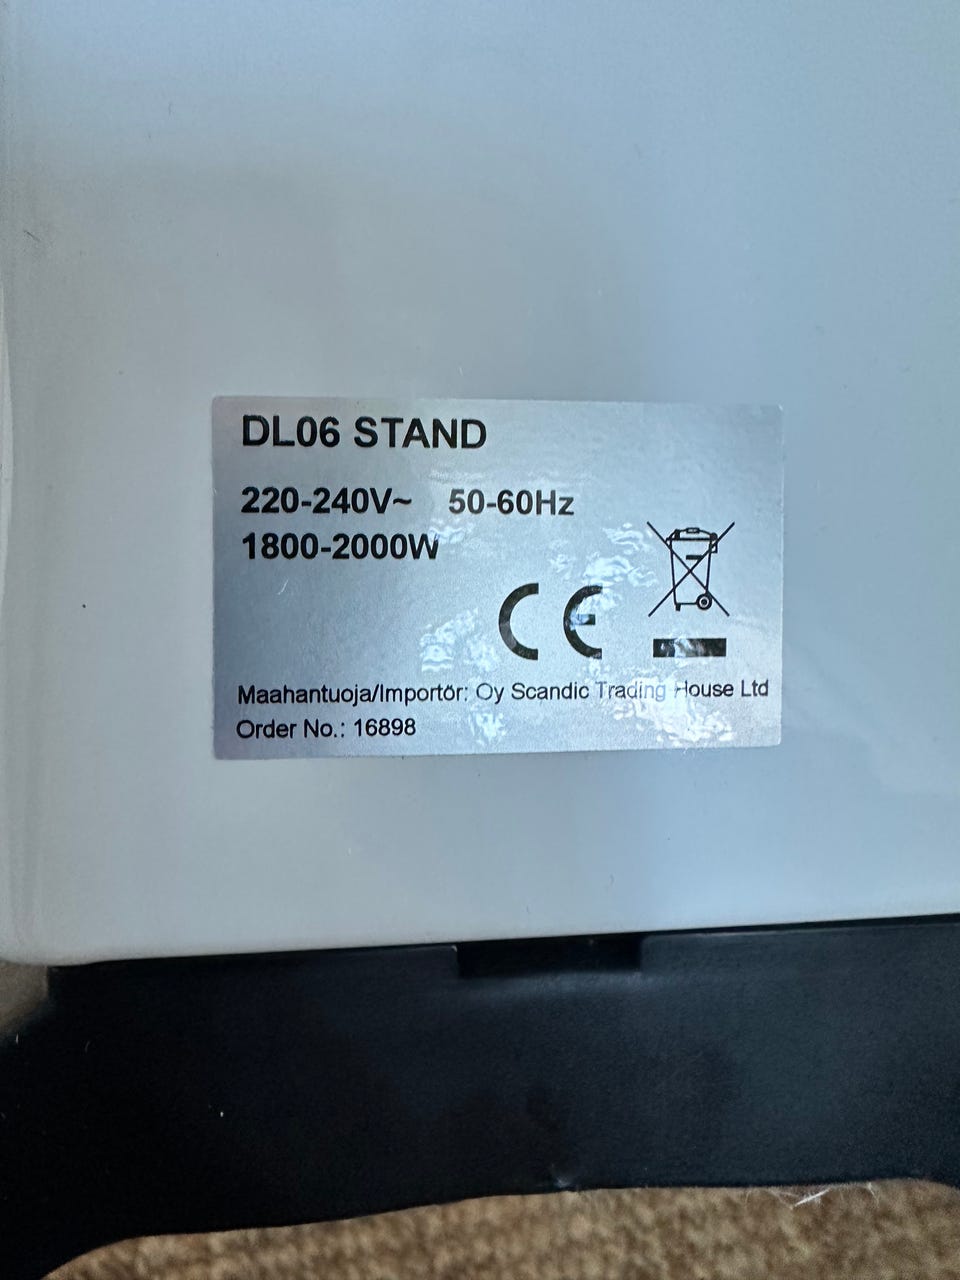 DL06 STAND
220-240V~ 50-60Hz
1800-2000W
CE
Maahantuoja/Importör: Oy Scandic Trading House Ltd
Order No.: 16898